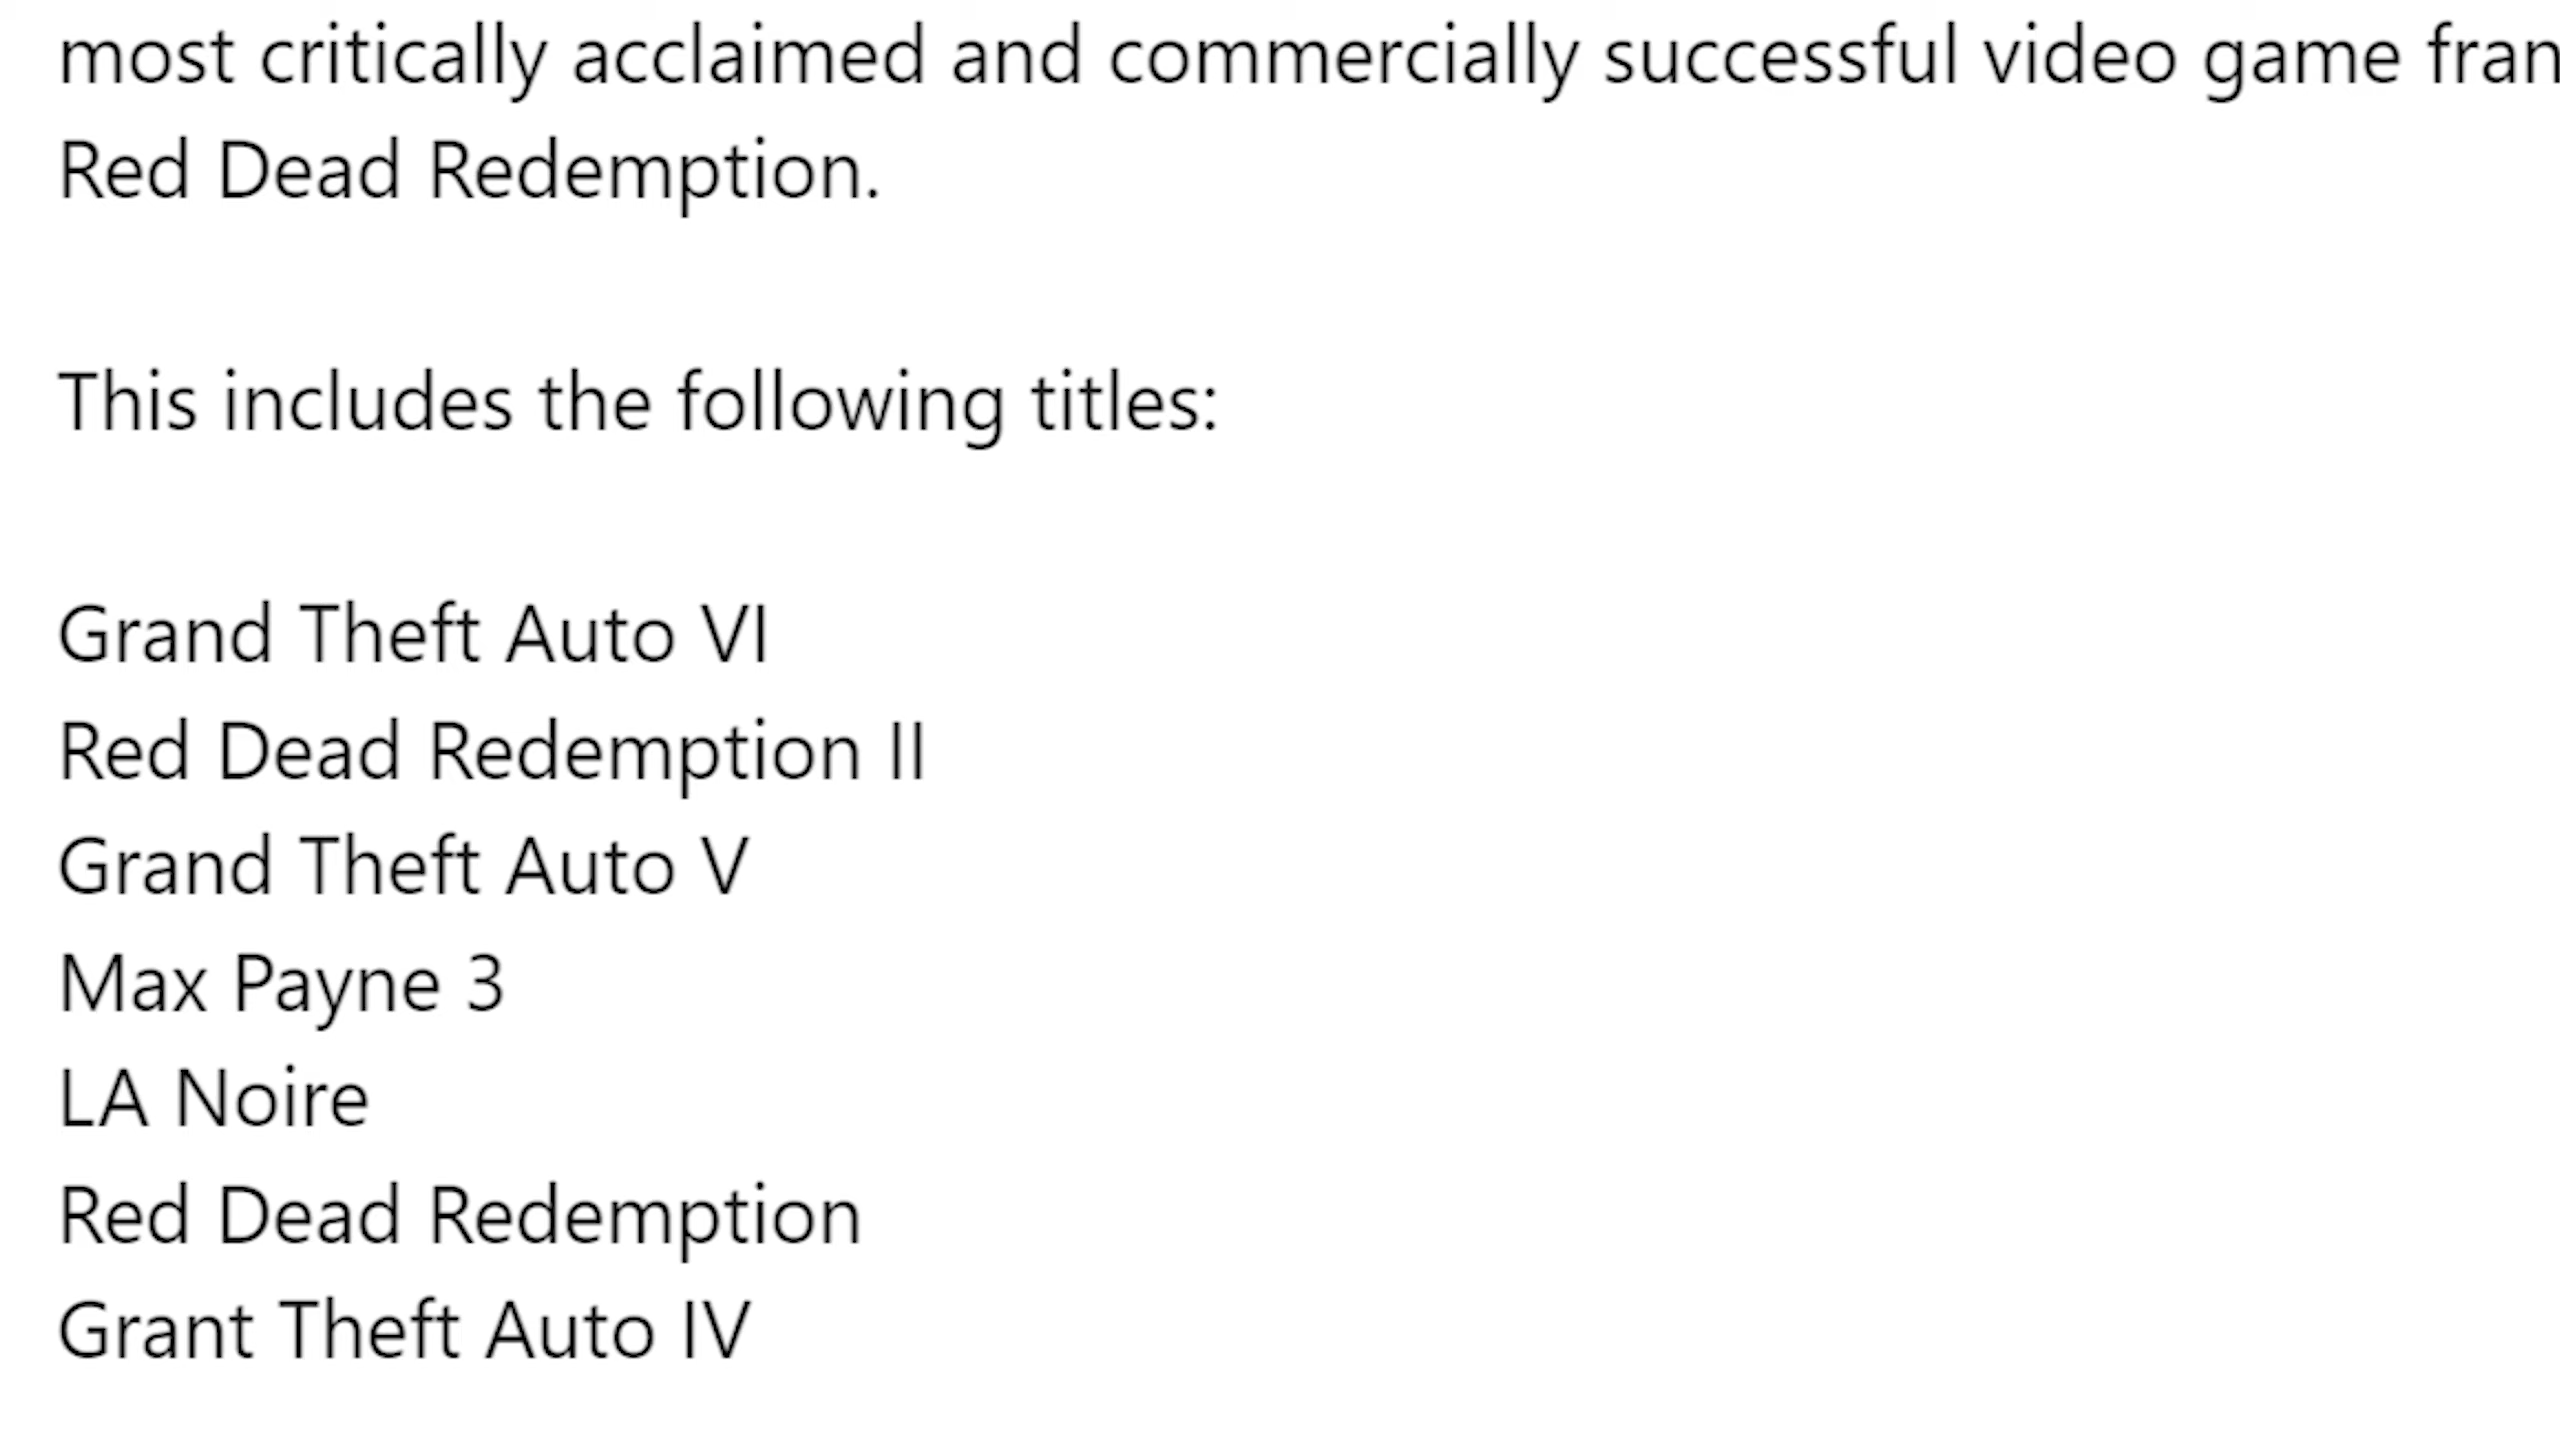 most critically acclaimed and commercially successful video game fran
Red Dead Redemption.
This includes the following titles:
Grand Theft Auto VI
Red Dead Redemption II
Grand Theft Auto V
Max Payne 3
LA Noire
Red Dead Redemption
Grant Theft Auto IV